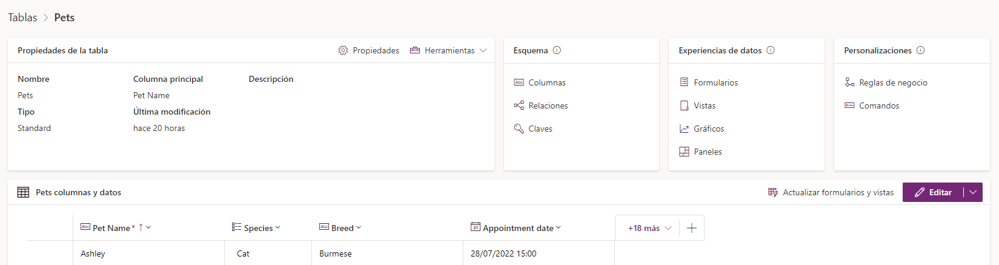 Tablas > Pets
Propiedades de la tabla
Propiedades
Herramientas
Nombre
Columna principal
Descripción
Pets
Pet Name
Tipo
Última modificación
Standard
hace 20 horas
Esquema
Columnas
Relaciones
Claves
Experiencias de datos
Formularios
Vistas
Gráficos
Paneles
Personalizaciones
Reglas de negocio
Comandos
Pets columnas y datos
Actualizar formularios y vistas
Editar
Abc Pet Name * ↑
Species
Abc Breed
21 Appointment date
+18 más
+
Ashley
Cat
Burmese
28/07/2022 15:00